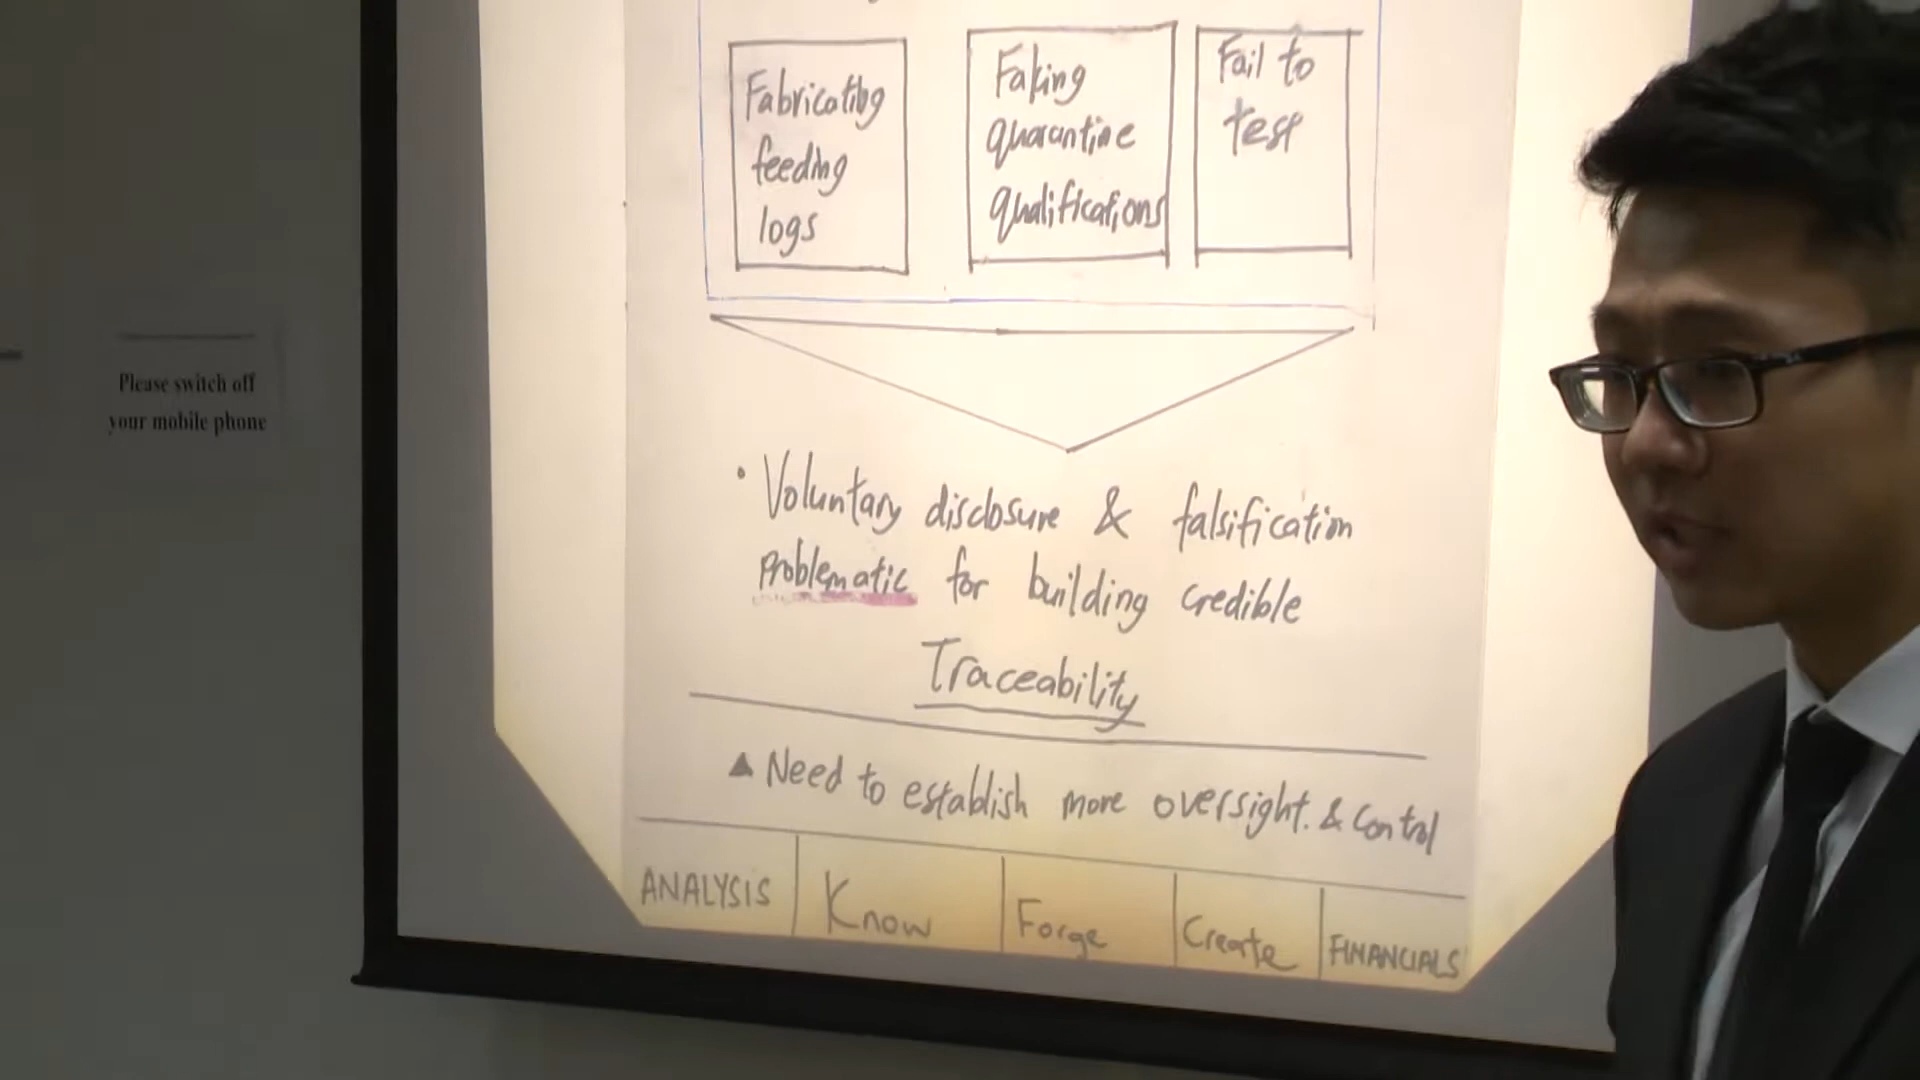 Fabricating
feeding
logs
Faking
quarantine
qualifications
Fail to
test
Please switch off
your mobile phone
• Voluntary disclosure & falsification
problematic for building credible
Traceability
▲ Need to establish more oversight. & Control
ANALYSIS
Know
Forge
Create
FINANCIALS